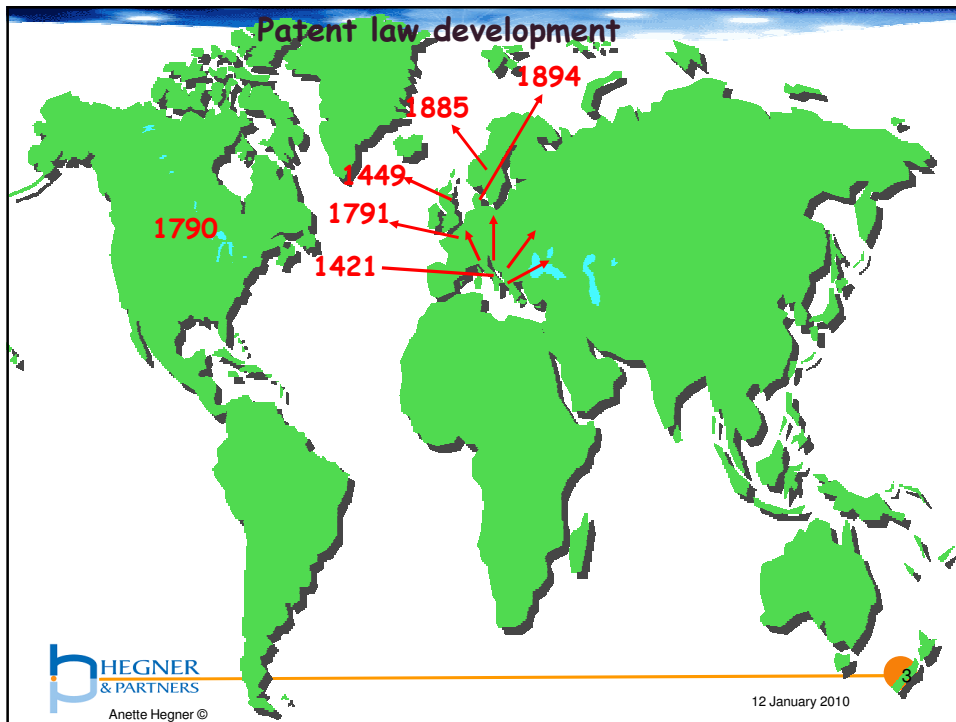 Patent law development
1894
1885
1449
1791
1790
1421
HEGNER
& PARTNERS
Anette Hegner ©
12 January 2010
3